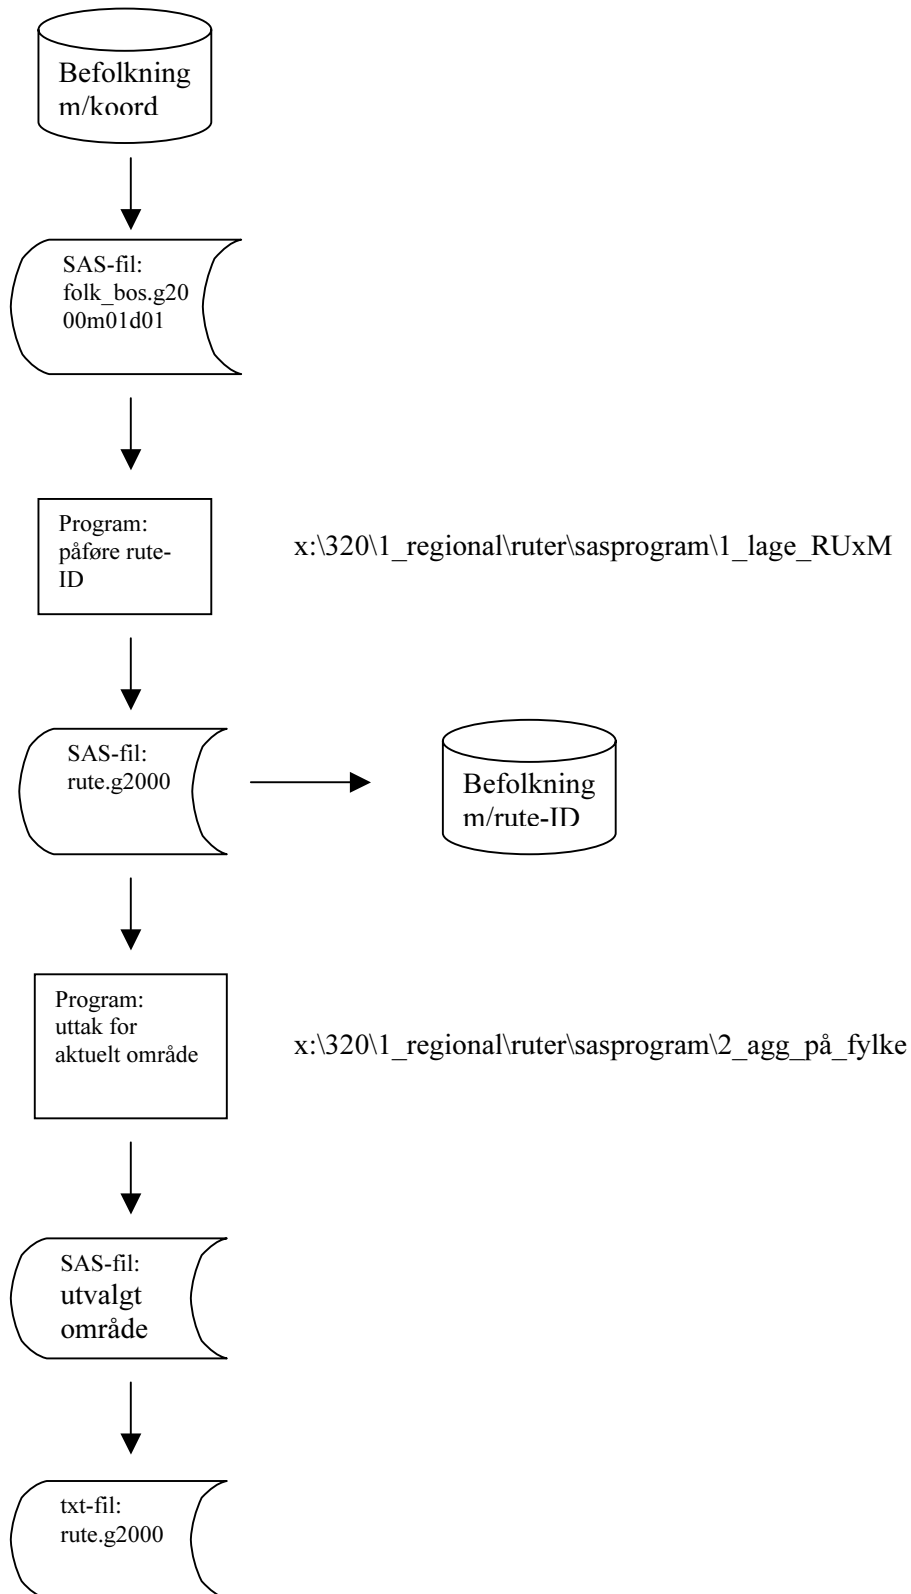 Befolkning
m/koord
SAS-fil:
folk_bos.g20
00m01d01
Program:
påføre rute-
ID
x:\320\1_regional\ruter\sasprogram\1_lage_RUxM
SAS-fil:
rute.g2000
Befolkning
m/rute-ID
Program:
uttak for
aktuelt område
x:\320\1_regional\ruter\sasprogram\2_agg_på_fylke
SAS-fil:
utvalgt
område
txt-fil:
rute.g2000